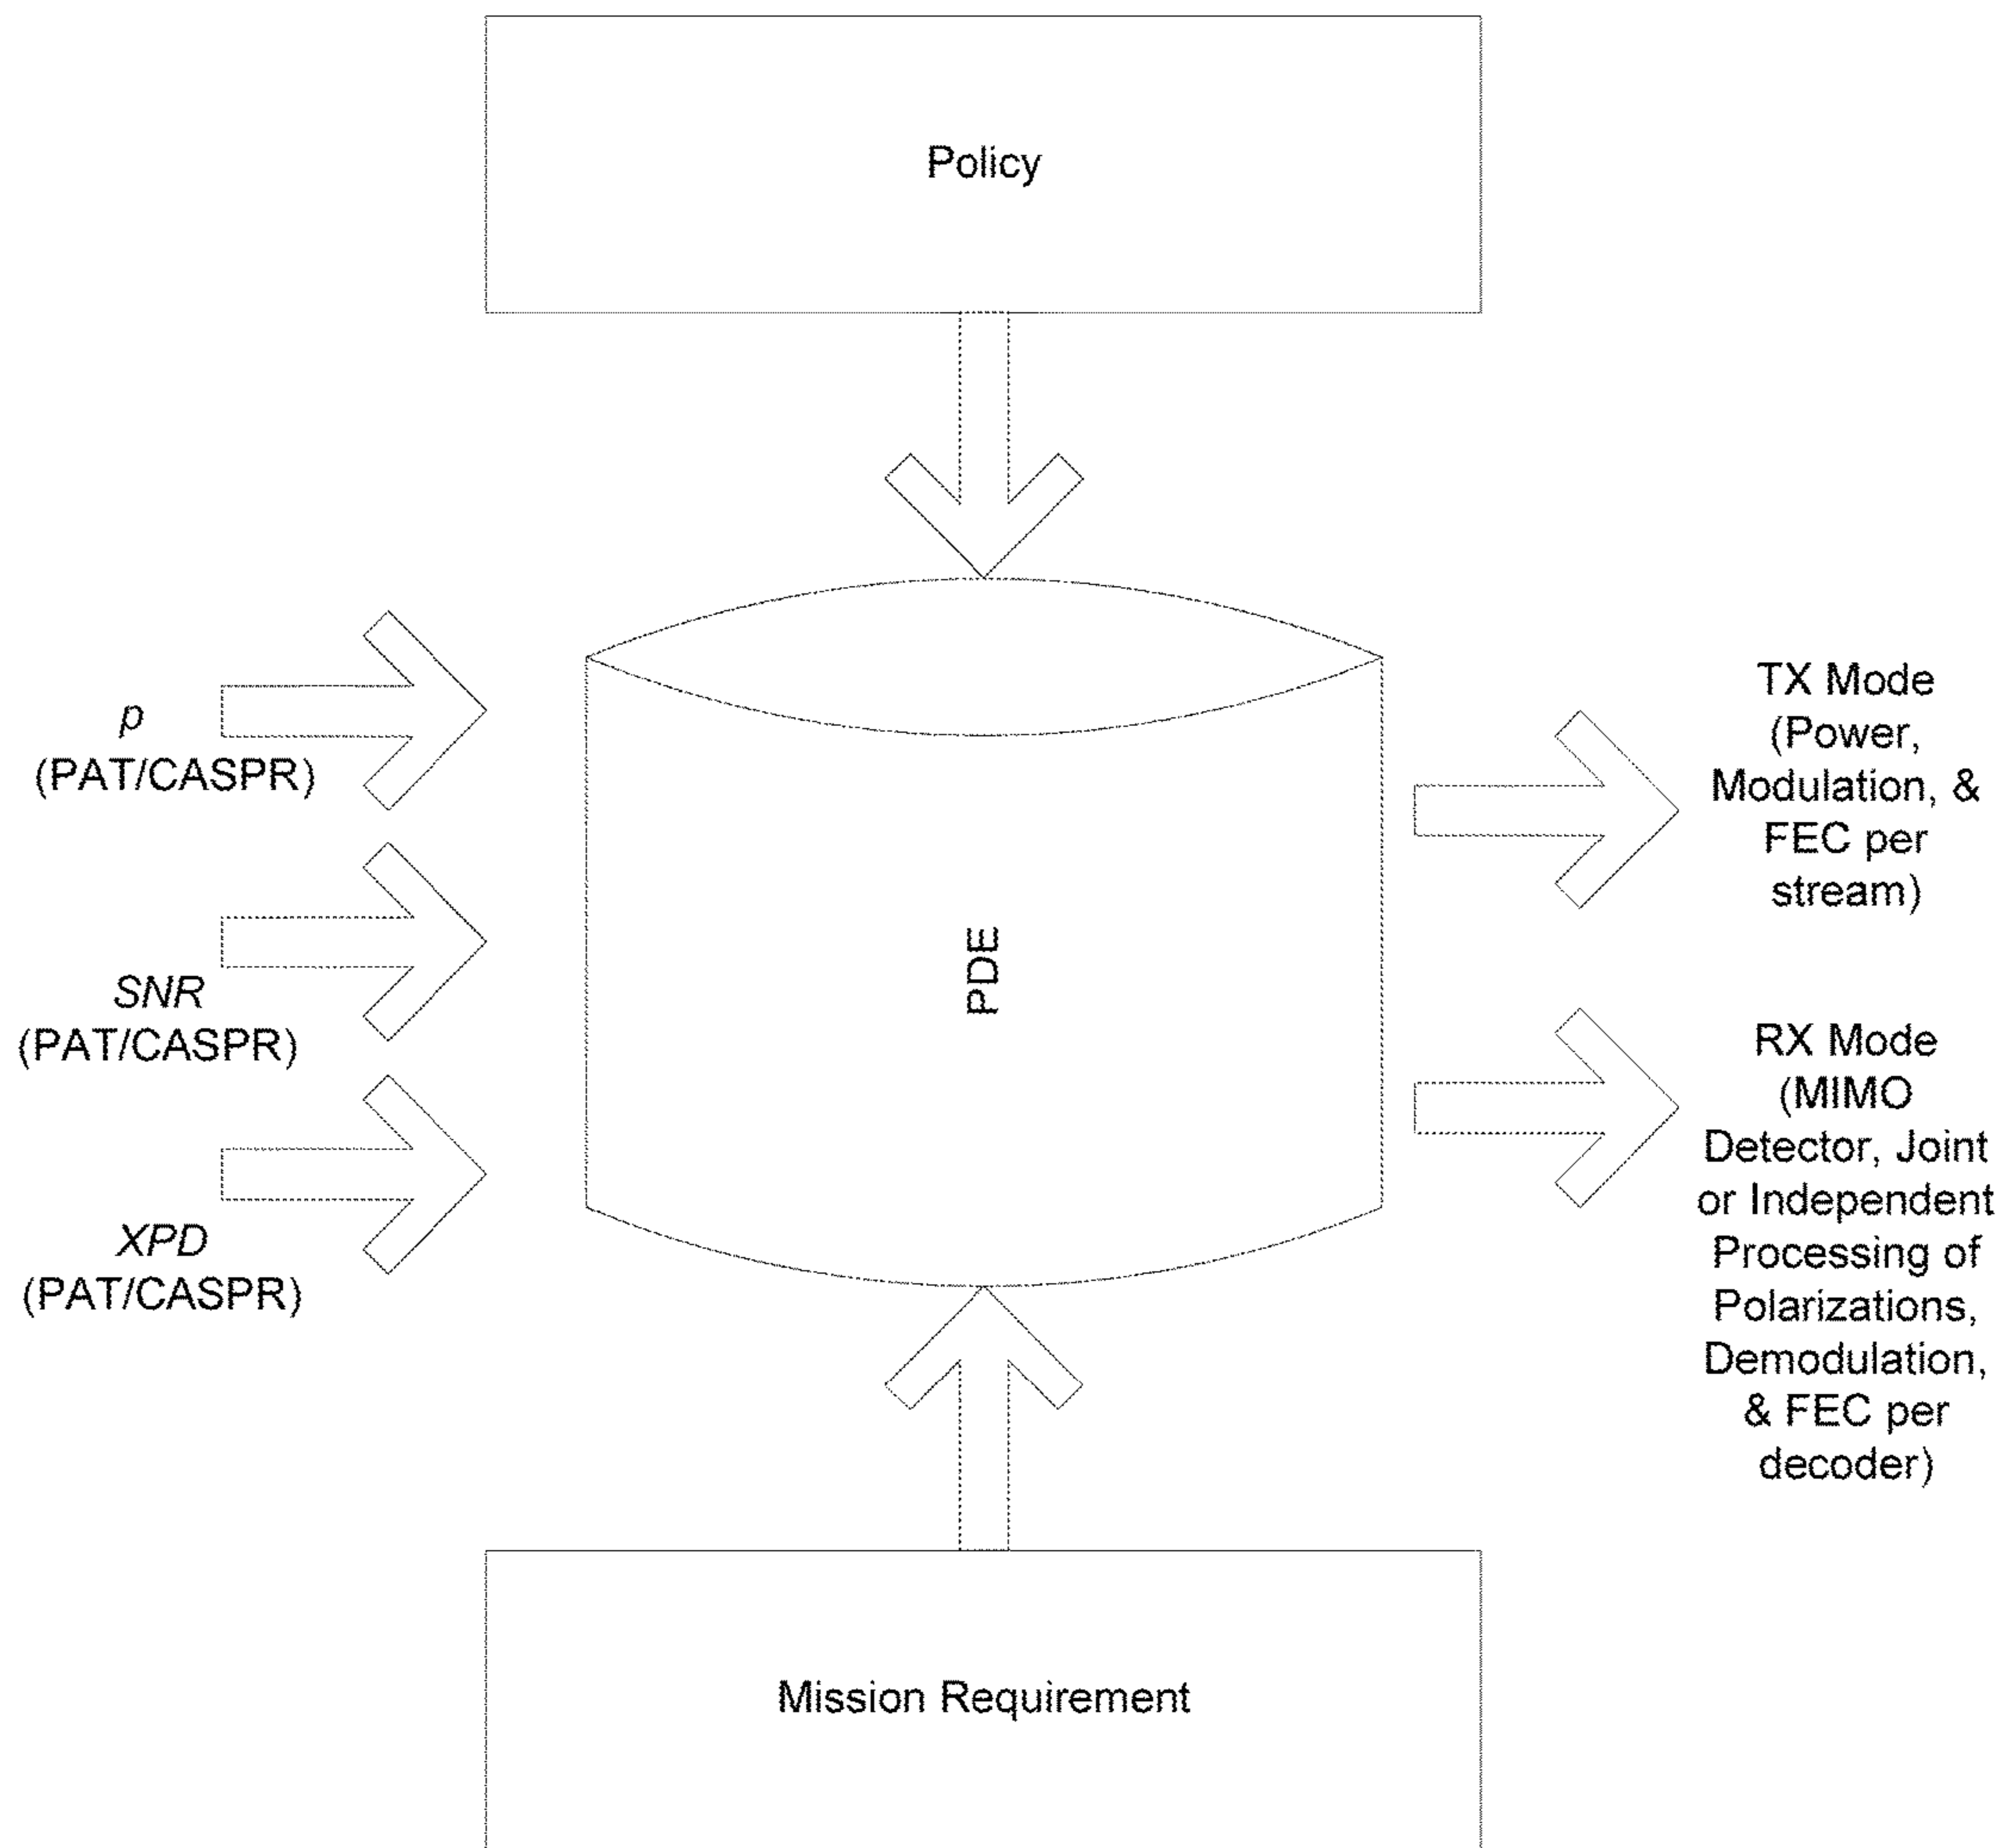 Policy
p
(PAT/CASPR)
SNR
(PAT/CASPR)
XPD
(PAT/CASPR)
PDE
TX Mode
(Power,
Modulation, &
FEC per
stream)
RX Mode
(MIMO
Detector, Joint
or Independent
Processing of
Polarizations,
Demodulation,
& FEC per
decoder)
Mission Requirement